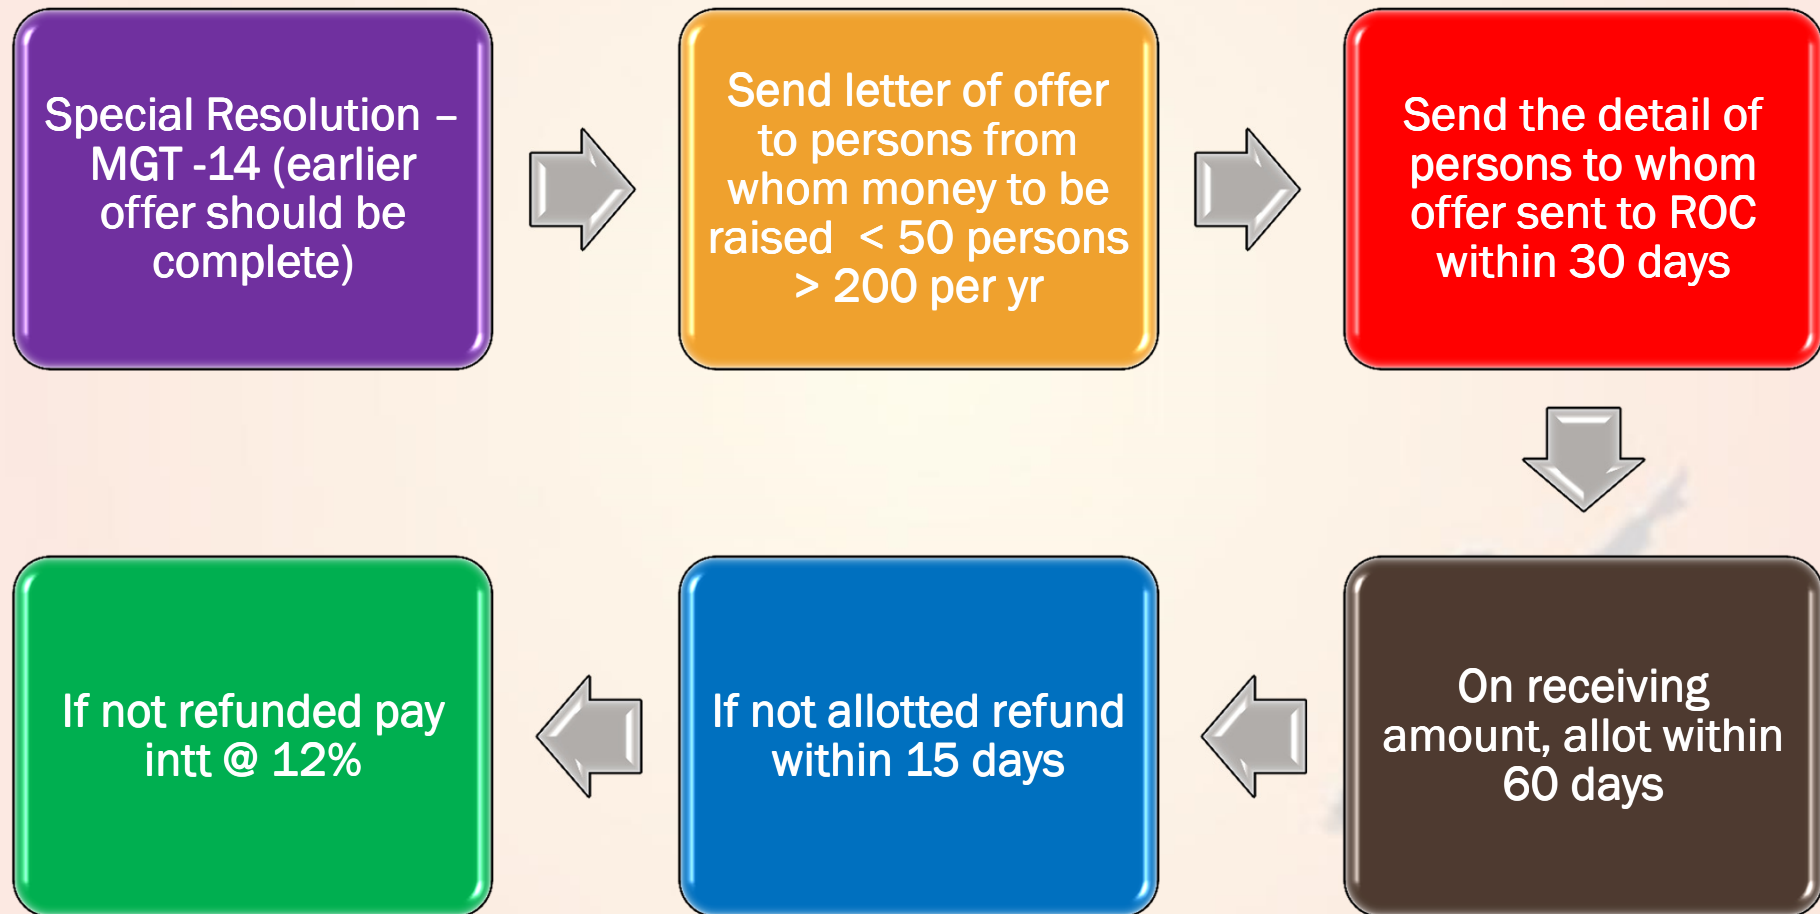 Special Resolution –
MGT -14 (earlier
offer should be
complete)
Send letter of offer
to persons from
whom money to be
raised  < 50 persons
> 200 per yr
Send the detail of
persons to whom
offer sent to ROC
within 30 days
On receiving
amount, allot within
60 days
If not allotted refund
within 15 days
If not refunded pay
intt @ 12%